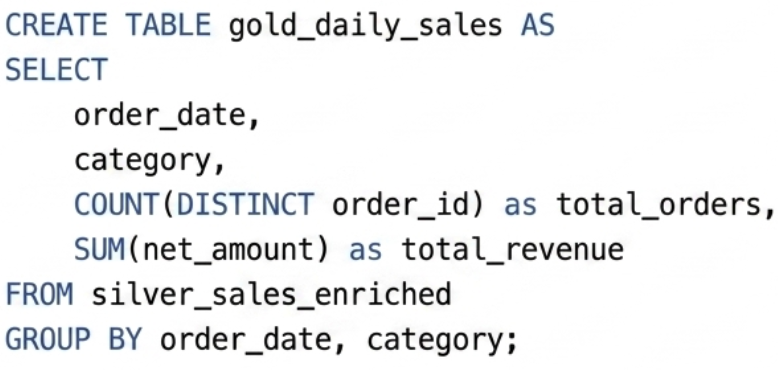 CREATE TABLE gold_daily_sales AS
SELECT
    order_date,
    category,
    COUNT(DISTINCT order_id) as total_orders,
    SUM(net_amount) as total_revenue
FROM silver_sales_enriched
GROUP BY order_date, category;